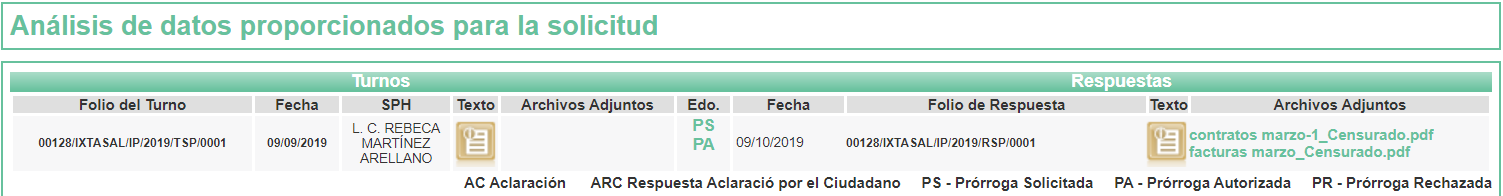 Análisis de datos proporcionados para la solicitud
Turnos Respuestas
Folio del Turno Fecha SPH Texto Archivos Adjuntos Edo. Fecha Folio de Respuesta Texto Archivos Adjuntos
00128/IXTASAL/IP/2019/TSP/0001 09/09/2019 L. C. REBECA
MARTÍNEZ
ARELLANO
PS
PA
09/10/2019 00128/IXTASAL/IP/2019/RSP/0001 contratos marzo-1_Censurado.pdf
facturas marzo_Censurado.pdf
AC Aclaración ARC Respuesta Aclaració por el Ciudadano PS - Prórroga Solicitada PA - Prórroga Autorizada PR - Prórroga Rechazada